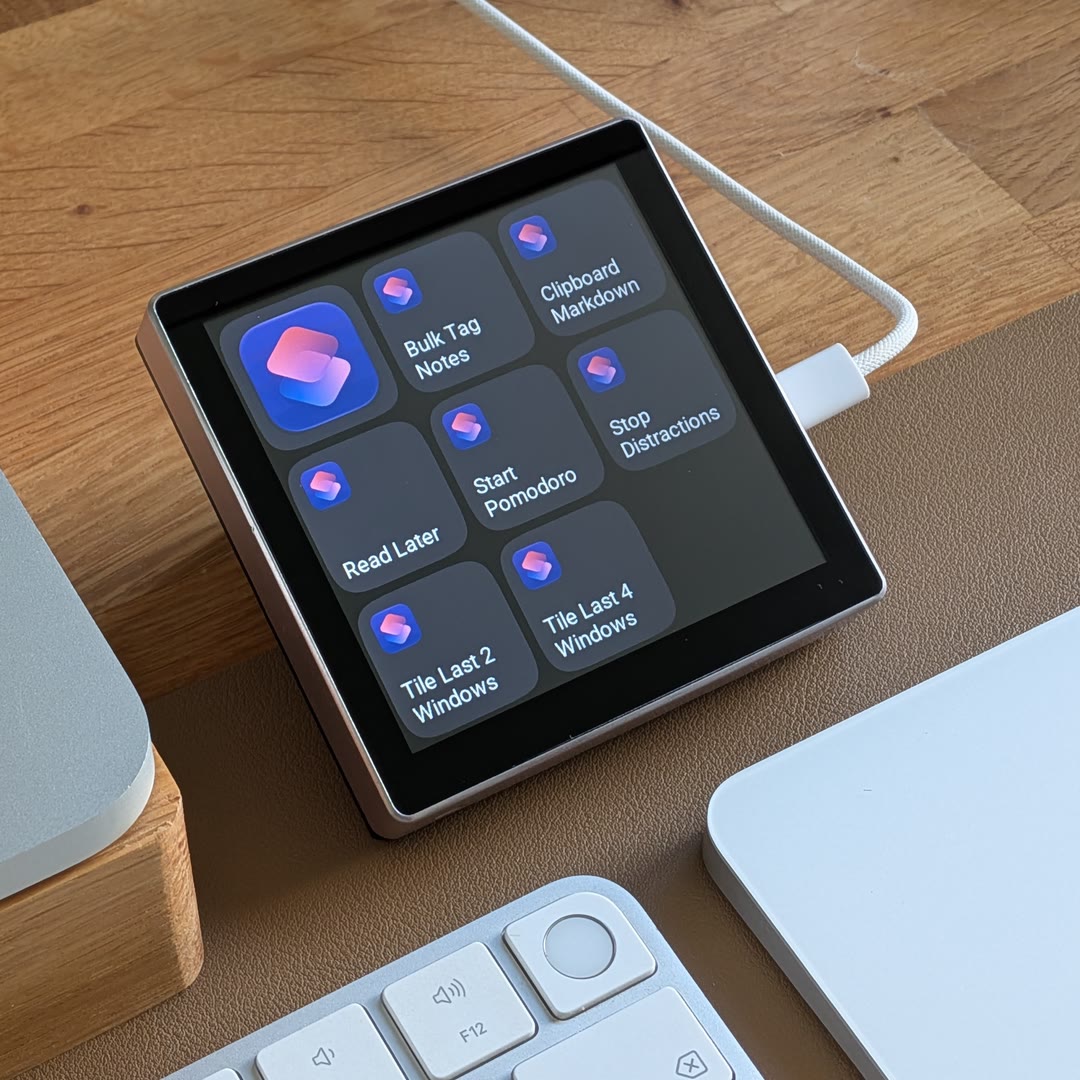 Bulk Tag
Notes
Clipboard
Markdown
Read Later
Start
Pomodoro
Stop
Distractions
Tile Last 2
Windows
Tile Last 4
Windows
F12